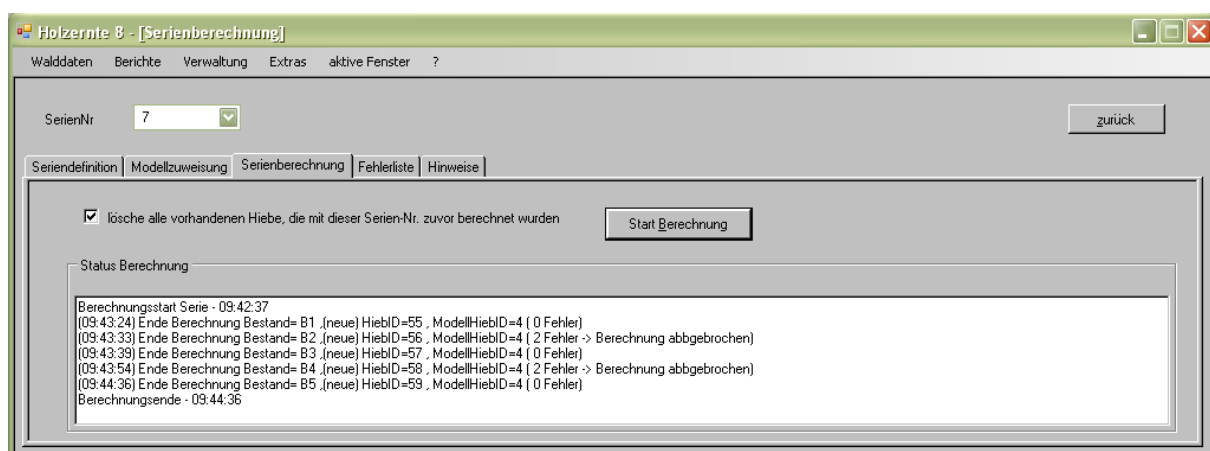 Holzernte 8 - [Serienberechnung]
Walddaten Berichte Verwaltung Extras aktive Fenster ?
SerienNr 7 zurück
Seriendefinition Modellzuweisung Serienberechnung Fehlerliste Hinweise
lösche alle vorhandenen Hiebe, die mit dieser Serien-Nr. zuvor berechnet wurden Start Berechnung
Status Berechnung
Berechnungsstart Serie - 09:42:37
(09:43:24) Ende Berechnung Bestand= B1 ,(neue) HiebID=55 , ModellHiebID=4 ( 0 Fehler)
(09:43:33) Ende Berechnung Bestand= B2 ,(neue) HiebID=56 , ModellHiebID=4 ( 2 Fehler -> Berechnung abbgebrochen)
(09:43:39) Ende Berechnung Bestand= B3 ,(neue) HiebID=57 , ModellHiebID=4 ( 0 Fehler)
(09:43:54) Ende Berechnung Bestand= B4 ,(neue) HiebID=58 , ModellHiebID=4 ( 2 Fehler -> Berechnung abbgebrochen)
(09:44:36) Ende Berechnung Bestand= B5 ,(neue) HiebID=59 , ModellHiebID=4 ( 0 Fehler)
Berechnungsende - 09:44:36